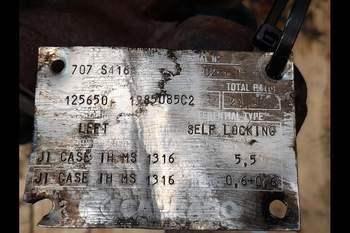 707 S416
TOTAL RATIO
125650 - 1985085C2
DIFFERENTIAL TYPE
LEFT SELF LOCKING
JI CASE IH MS 1316 5,5
JI CASE IH MS 1316 0,6+0,6